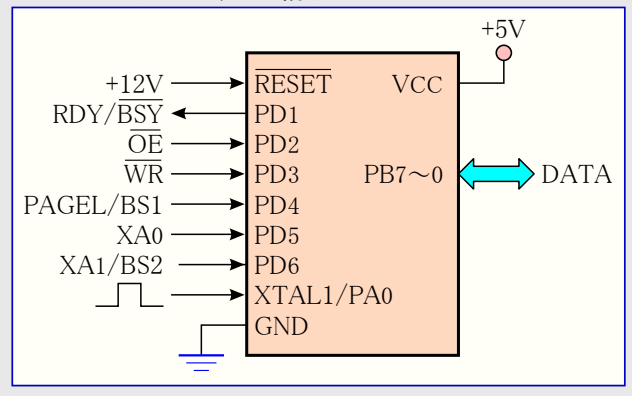 +5V
+12V RESET VCC
RDY/BSY PD1
OE PD2
WR PD3 PB7～0 DATA
PAGEL/BS1 PD4
XA0 PD5
XA1/BS2 PD6
XTAL1/PA0
GND